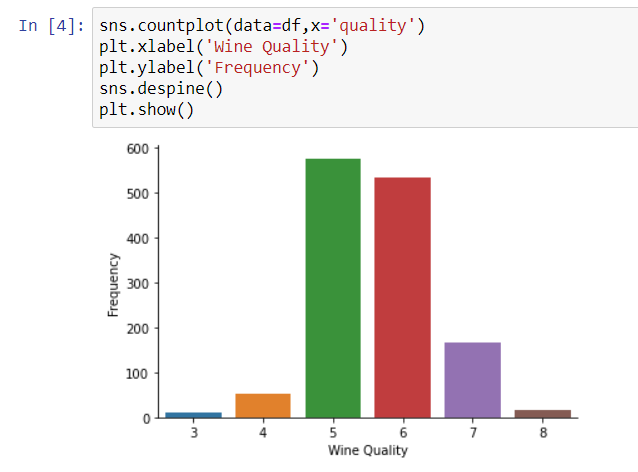 In [4]: sns.countplot(data=df,x='quality')
plt.xlabel('Wine Quality')
plt.ylabel('Frequency')
sns.despine()
plt.show()
600
500
400
300
200
100
0
Frequency
3 4 5 6 7 8
Wine Quality